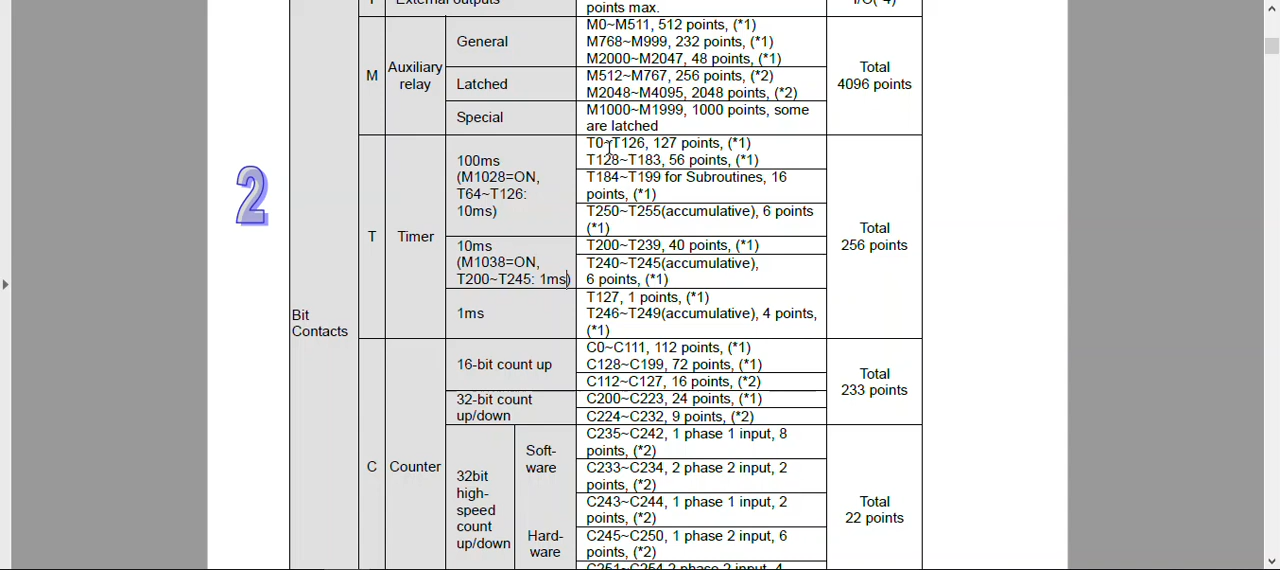 External outputs
points max.
I/O(*4)
M
Auxiliary
relay
General
M0~M511, 512 points, (*1)
M768~M999, 232 points, (*1)
M2000~M2047, 48 points, (*1)
Latched
M512~M767, 256 points, (*2)
M2048~M4095, 2048 points, (*2)
Special
M1000~M1999, 1000 points, some
are latched
Total
4096 points
2
Bit
Contacts
T
Timer
100ms
(M1028=ON,
T64~T126:
10ms)
T0~T126, 127 points, (*1)
T128~T183, 56 points, (*1)
T184~T199 for Subroutines, 16
points, (*1)
T250~T255(accumulative), 6 points
(*1)
10ms
(M1038=ON,
T200~T245: 1ms)
T200~T239, 40 points, (*1)
T240~T245(accumulative),
6 points, (*1)
1ms
T127, 1 points, (*1)
T246~T249(accumulative), 4 points,
(*1)
Total
256 points
C
Counter
16-bit count up
C0~C111, 112 points, (*1)
C128~C199, 72 points, (*1)
C112~C127, 16 points, (*2)
32-bit count
up/down
C200~C223, 24 points, (*1)
C224~C232, 9 points, (*2)
Total
233 points
32bit
high-
speed
count
up/down
Soft-
ware
C235~C242, 1 phase 1 input, 8
points, (*2)
C233~C234, 2 phase 2 input, 2
points, (*2)
Hard-
ware
C243~C244, 1 phase 1 input, 2
points, (*2)
C245~C250, 1 phase 2 input, 6
points, (*2)
C251~C254 2 phase 2 input, 4
Total
22 points